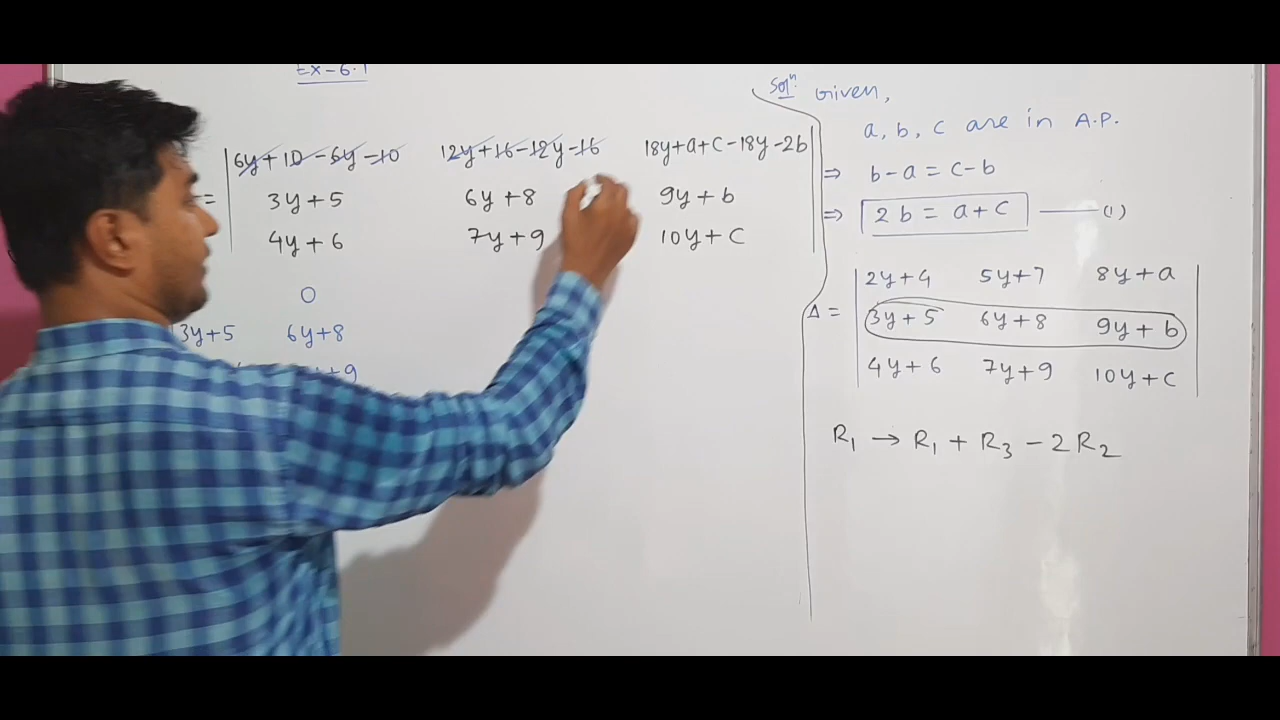 Ex-6.1
6y+10-6y-10 12y+16-12y-16 18y+a+c-18y-2b
= 3y+5 6y+8 9y+b
4y+6 7y+9 10y+c
0
3y+5 6y+8
+9
Solⁿ Given,
a, b, c are in A.P.
⇒ b-a = c-b
⇒ 2b = a+c —— (1)
2y+4 5y+7 8y+a
Δ = 3y+5 6y+8 9y+b
4y+6 7y+9 10y+c
R₁ → R₁ + R₃ - 2R₂